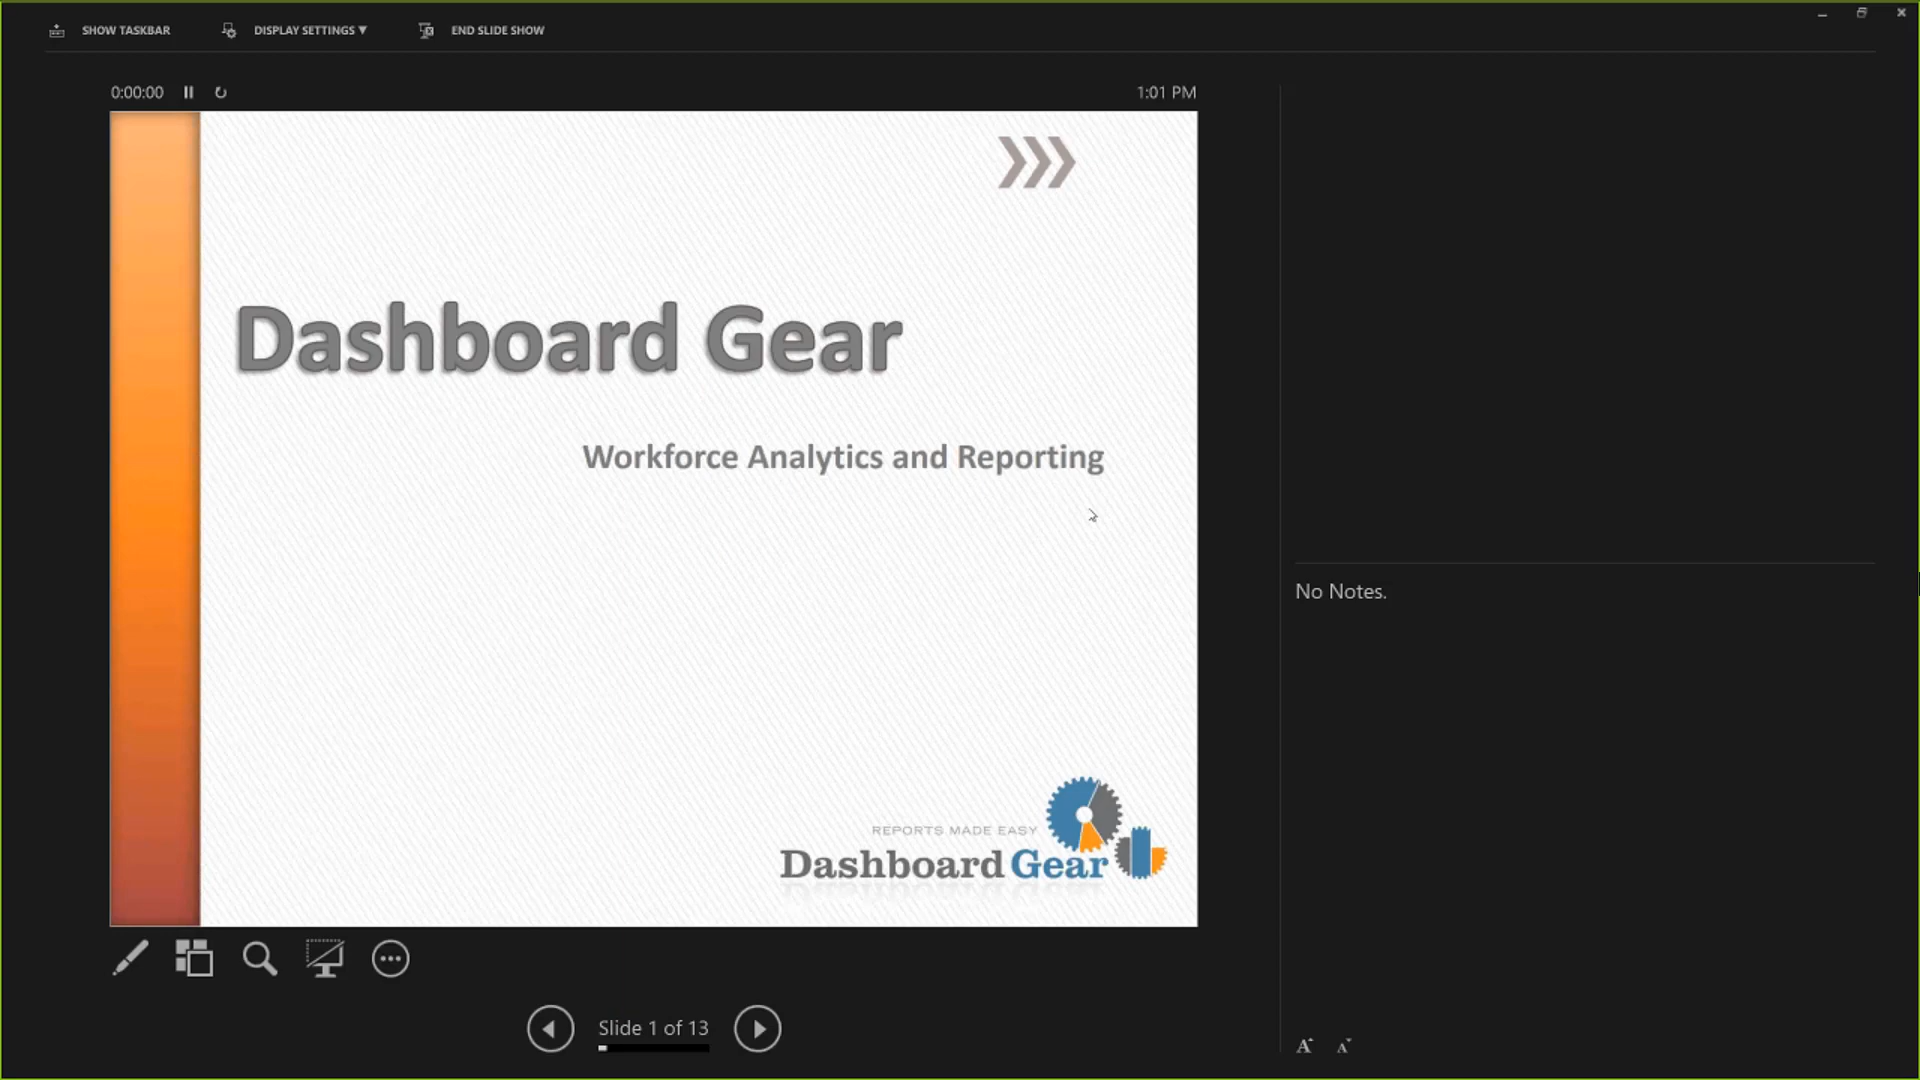 SHOW TASKBAR DISPLAY SETTINGS ▼ END SLIDE SHOW
0:00:00 1:01 PM
Dashboard Gear
Workforce Analytics and Reporting
REPORTS MADE EASY
Dashboard Gear
No Notes.
Slide 1 of 13
A A